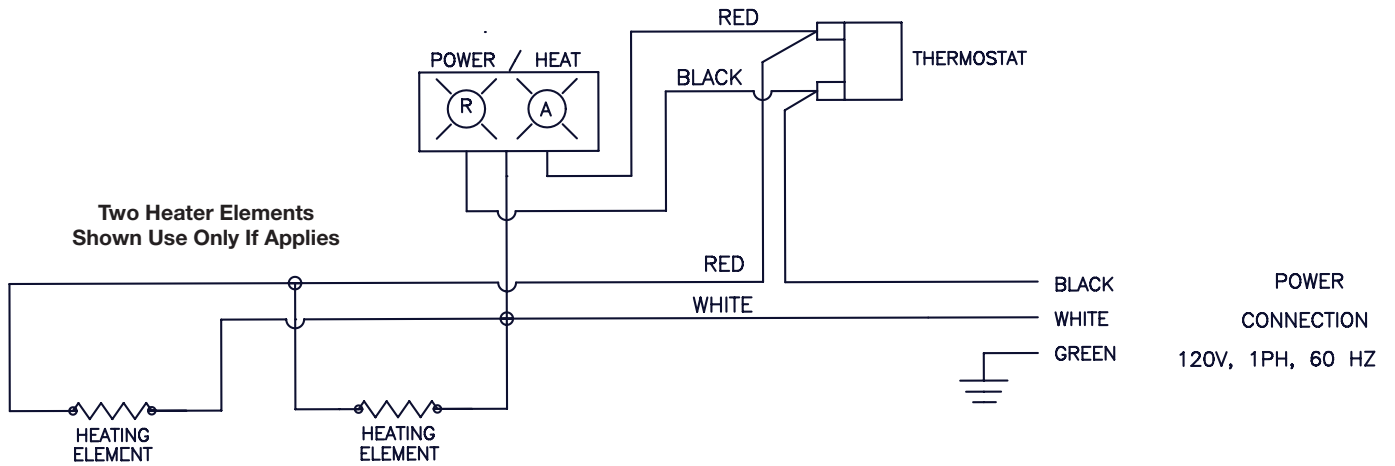 RED
POWER / HEAT
THERMOSTAT
BLACK
R
A
Two Heater Elements
Shown Use Only If Applies
RED
BLACK
POWER
WHITE
WHITE
CONNECTION
GREEN
120V, 1PH, 60 HZ
HEATING
ELEMENT
HEATING
ELEMENT